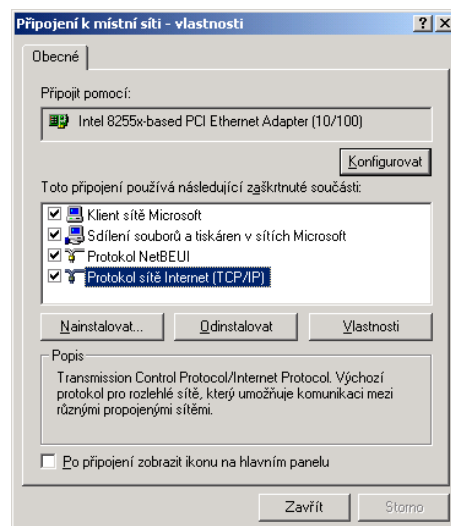 Připojení k místní síti - vlastnosti
Obecné
Připojit pomocí:
Intel 8255x-based PCI Ethernet Adapter (10/100)
Konfigurovat
Toto připojení používá následující zaškrtnuté součásti:
Klient sítě Microsoft
Sdílení souborů a tiskáren v sítích Microsoft
Protokol NetBEUI
Protokol sítě Internet (TCP/IP)
Nainstalovat... Odinstalovat Vlastnosti
Popis
Transmission Control Protocol/Internet Protocol. Výchozí
protokol pro rozlehlé sítě, který umožňuje komunikaci mezi
různými propojenými sítěmi.
Po připojení zobrazit ikonu na hlavním panelu
Zavřít Storno